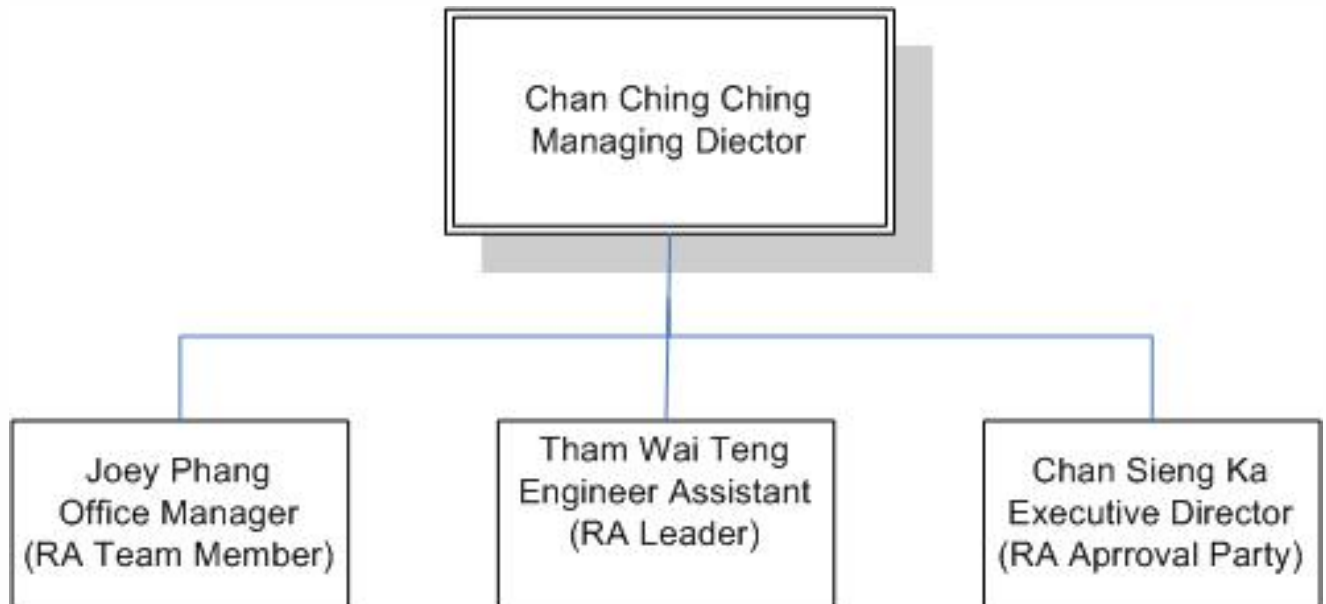 Chan Ching Ching
Managing Diector
Joey Phang
Office Manager
(RA Team Member)
Tham Wai Teng
Engineer Assistant
(RA Leader)
Chan Sieng Ka
Executive Director
(RA Aprroval Party)